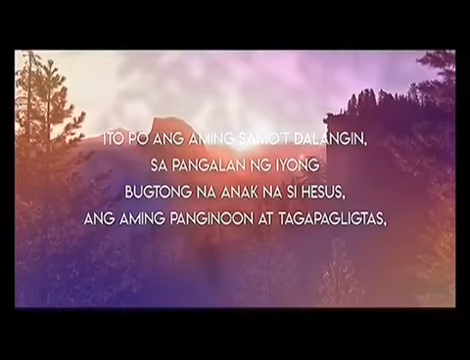 ITO PO ANG AMING SAMO'T DALANGIN,
SA PANGALAN NG IYONG
BUGTONG NA ANAK NA SI HESUS,
ANG AMING PANGINOON AT TAGAPAGLIGTAS,